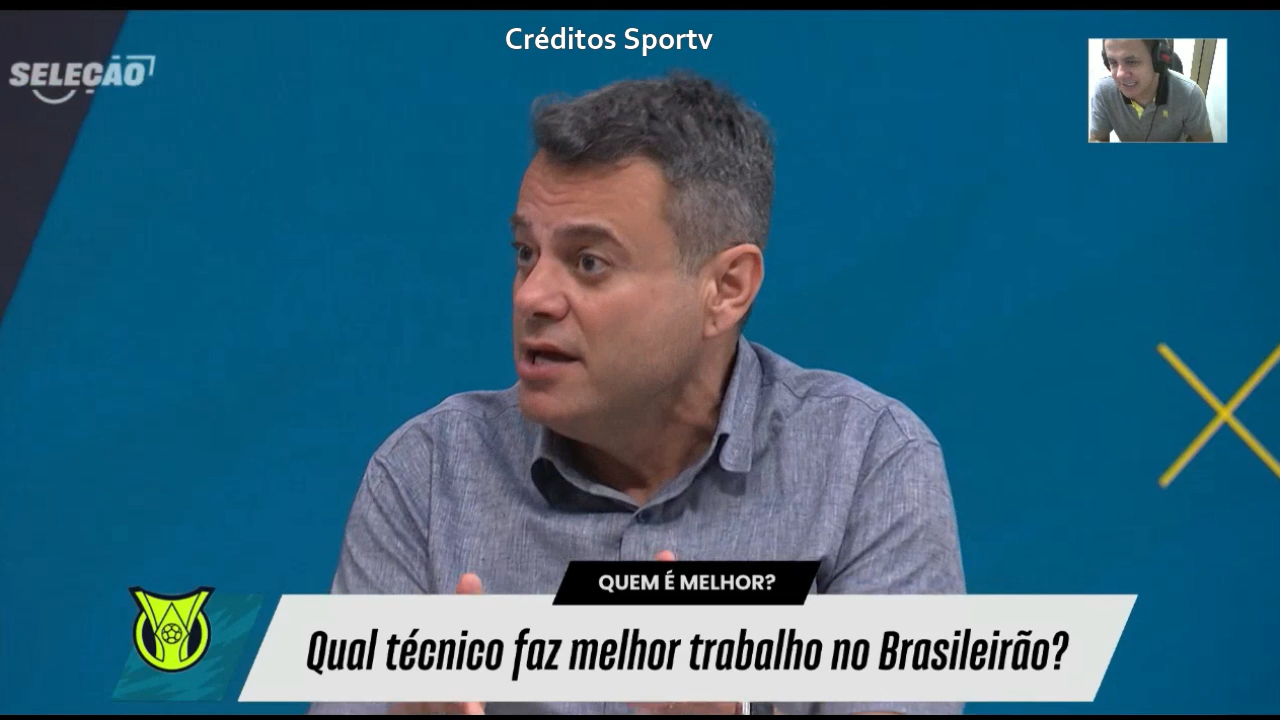 Créditos Sportv
SELEÇÃO
QUEM É MELHOR?
Qual técnico faz melhor trabalho no Brasileirão?